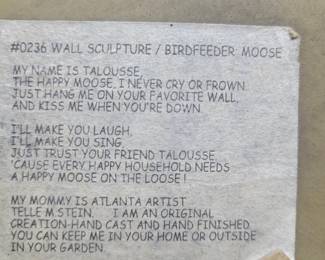 #0236 WALL SCULPTURE / BIRDFEEDER: MOOSE
MY NAME IS TALOUSSE,
THE HAPPY MOOSE, I NEVER CRY OR FROWN.
JUST HANG ME ON YOUR FAVORITE WALL,
AND KISS ME WHEN YOU'RE DOWN.
I'LL MAKE YOU LAUGH,
I'LL MAKE YOU SING,
JUST TRUST YOUR FRIEND TALOUSSE
'CAUSE EVERY HAPPY HOUSEHOLD NEEDS
A HAPPY MOOSE ON THE LOOSE!
MY MOMMY IS ATLANTA ARTIST
TELLE M.STEIN. I AM AN ORIGINAL
CREATION-HAND CAST AND HAND FINISHED.
YOU CAN KEEP ME IN YOUR HOME OR OUTSIDE
IN YOUR GARDEN.